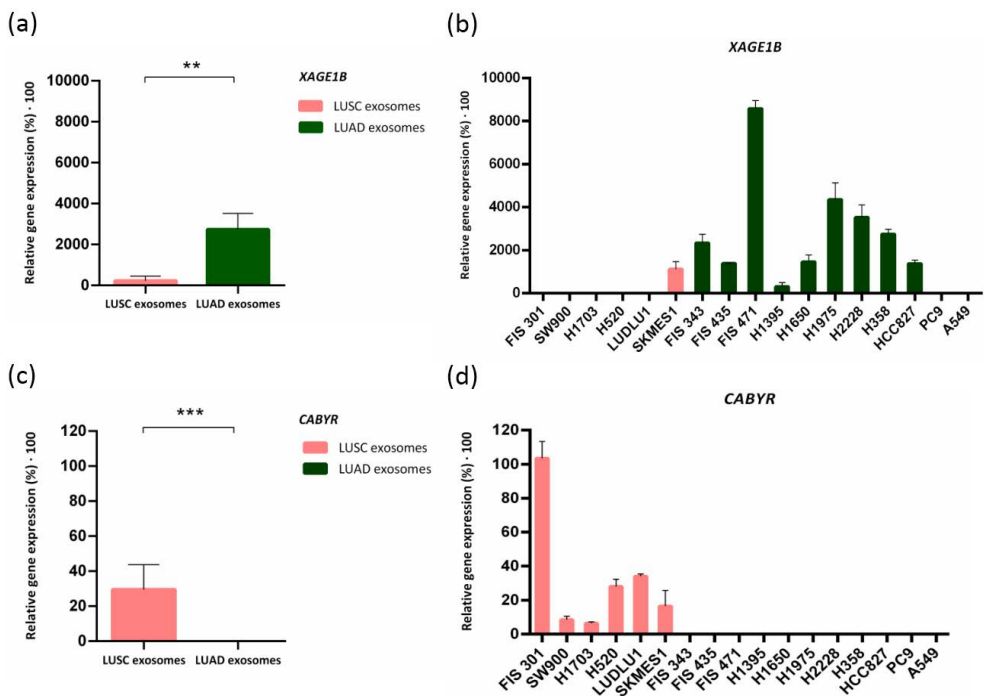 (a)
**
XAGE1B
LUSC exosomes
LUAD exosomes
Relative gene expression (%) · 100
10000
8000
6000
4000
2000
0
LUSC exosomes LUAD exosomes
(b)
XAGE1B
Relative gene expression (%) · 100
10000
8000
6000
4000
2000
0
FIS 301 SW900 H1703 H520 LUDLU1 SKMES1 FIS 343 FIS 435 FIS 471 H1395 H1650 H1975 H2228 H358 HCC827 PC9 A549
(c)
***
CABYR
LUSC exosomes
LUAD exosomes
Relative gene expression (%) · 100
120
100
80
60
40
20
0
LUSC exosomes LUAD exosomes
(d)
CABYR
Relative gene expression (%) · 100
120
100
80
60
40
20
0
FIS 301 SW900 H1703 H520 LUDLU1 SKMES1 FIS 343 FIS 435 FIS 471 H1395 H1650 H1975 H2228 H358 HCC827 PC9 A549